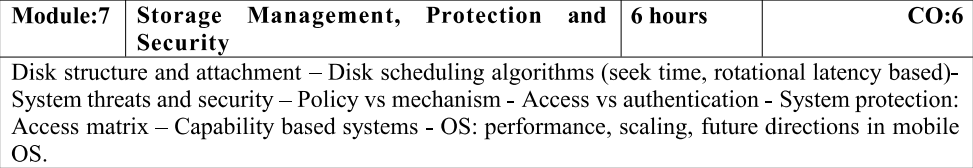 Module:7 Storage Management, Protection and 6 hours CO:6
Security
Disk structure and attachment – Disk scheduling algorithms (seek time, rotational latency based)-
System threats and security – Policy vs mechanism - Access vs authentication - System protection:
Access matrix – Capability based systems - OS: performance, scaling, future directions in mobile
OS.